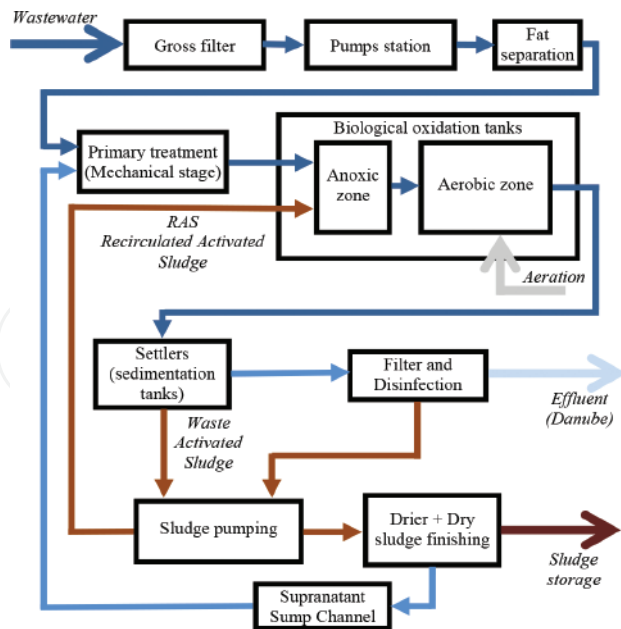 Wastewater
Gross filter
Pumps station
Fat
separation
Biological oxidation tanks
Primary treatment
(Mechanical stage)
Anoxic
zone
Aerobic zone
RAS
Recirculated Activated
Sludge
Aeration
Settlers
(sedimentation
tanks)
Filter and
Disinfection
Effluent
(Danube)
Waste
Activated
Sludge
Sludge pumping
Drier + Dry
sludge finishing
Sludge
storage
Supranatant
Sump Channel